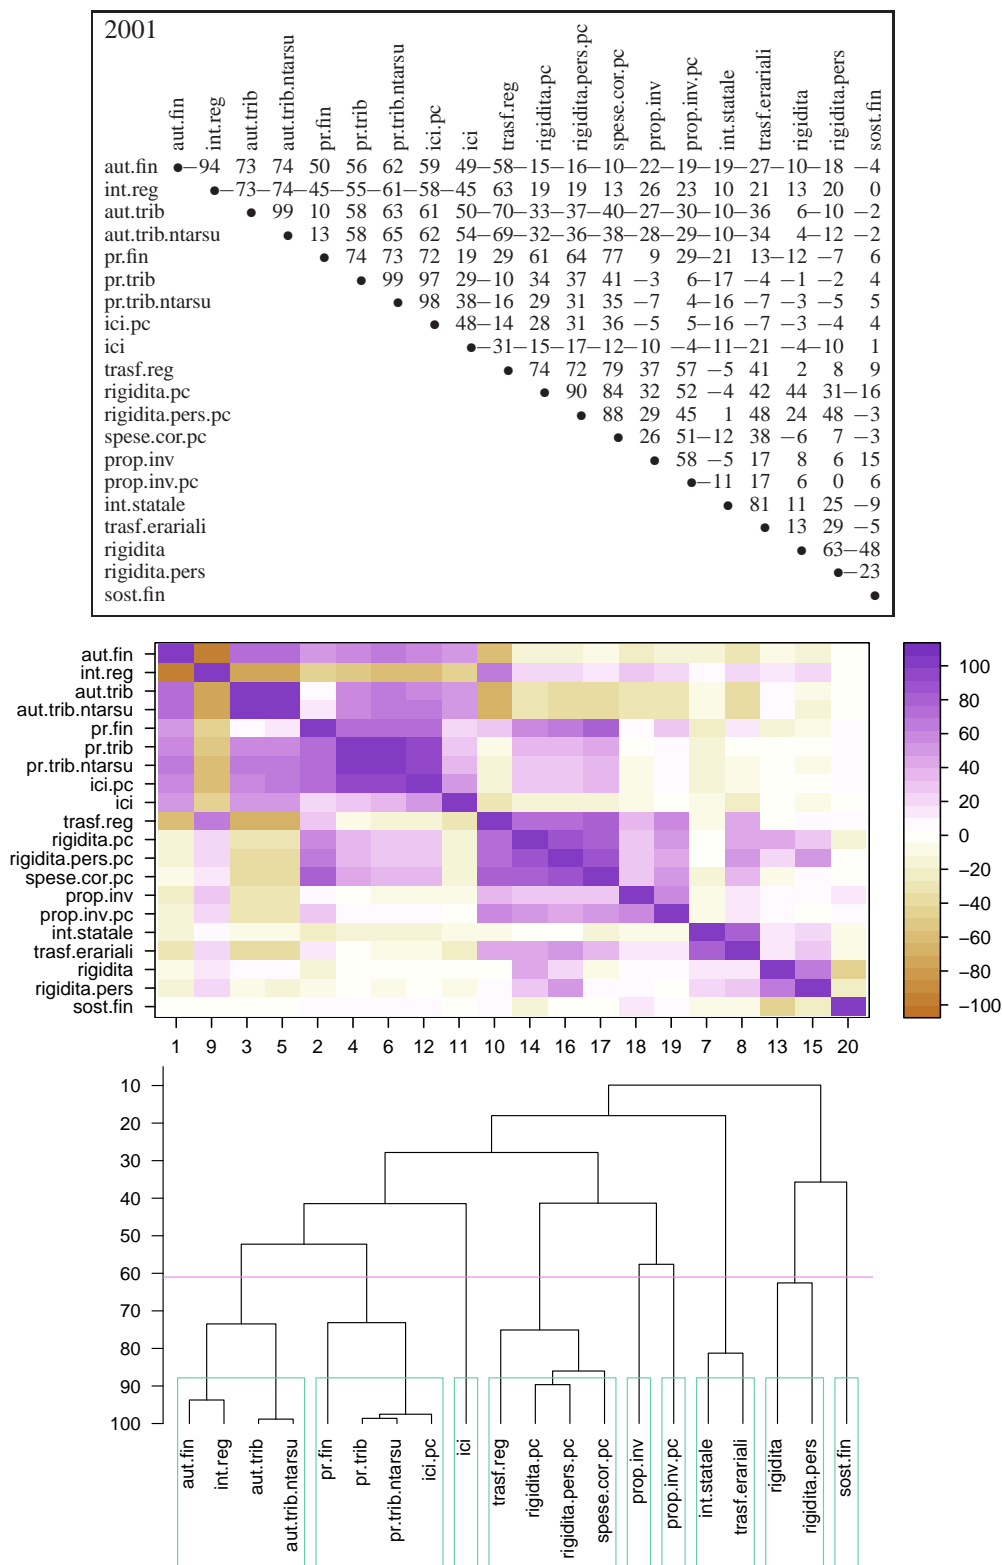 2001
aut.fin int.reg aut.trib aut.trib.ntarsu pr.fin pr.trib pr.trib.ntarsu ici.pc ici trasf.reg rigidita.pc rigidita.pers.pc spese.cor.pc prop.inv prop.inv.pc int.statale trasf.erariali rigidita rigidita.pers sost.fin
aut.fin ●−94 73 74 50 56 62 59 49−58−15−16−10−22−19−19−27−10−18 −4
int.reg ●−73−74−45−55−61−58−45 63 19 19 13 26 23 10 21 13 20 0
aut.trib ● 99 10 58 63 61 50−70−33−37−40−27−30−10−36 6−10 −2
aut.trib.ntarsu ● 13 58 65 62 54−69−32−36−38−28−29−10−34 4−12 −2
pr.fin ● 74 73 72 19 29 61 64 77 9 29−21 13−12 −7 6
pr.trib ● 99 97 29−10 34 37 41 −3 6−17 −4 −1 −2 4
pr.trib.ntarsu ● 98 38−16 29 31 35 −7 4−16 −7 −3 −5 5
ici.pc ● 48−14 28 31 36 −5 5−16 −7 −3 −4 4
ici ●−31−15−17−12−10 −4−11−21 −4−10 1
trasf.reg ● 74 72 79 37 57 −5 41 2 8 9
rigidita.pc ● 90 84 32 52 −4 42 44 31−16
rigidita.pers.pc ● 88 29 45 1 48 24 48 −3
spese.cor.pc ● 26 51−12 38 −6 7 −3
prop.inv ● 58 −5 17 8 6 15
prop.inv.pc ●−11 17 6 0 6
int.statale ● 81 11 25 −9
trasf.erariali ● 13 29 −5
rigidita ● 63−48
rigidita.pers ●−23
sost.fin ●
aut.fin
int.reg
aut.trib
aut.trib.ntarsu
pr.fin
pr.trib
pr.trib.ntarsu
ici.pc
ici
trasf.reg
rigidita.pc
rigidita.pers.pc
spese.cor.pc
prop.inv
prop.inv.pc
int.statale
trasf.erariali
rigidita
rigidita.pers
sost.fin
1 9 3 5 2 4 6 12 11 10 14 16 17 18 19 7 8 13 15 20
100
80
60
40
20
0
−20
−40
−60
−80
−100
10
20
30
40
50
60
70
80
90
100
aut.fin int.reg aut.trib aut.trib.ntarsu pr.fin pr.trib pr.trib.ntarsu ici.pc ici trasf.reg rigidita.pc rigidita.pers.pc spese.cor.pc prop.inv prop.inv.pc int.statale trasf.erariali rigidita rigidita.pers sost.fin